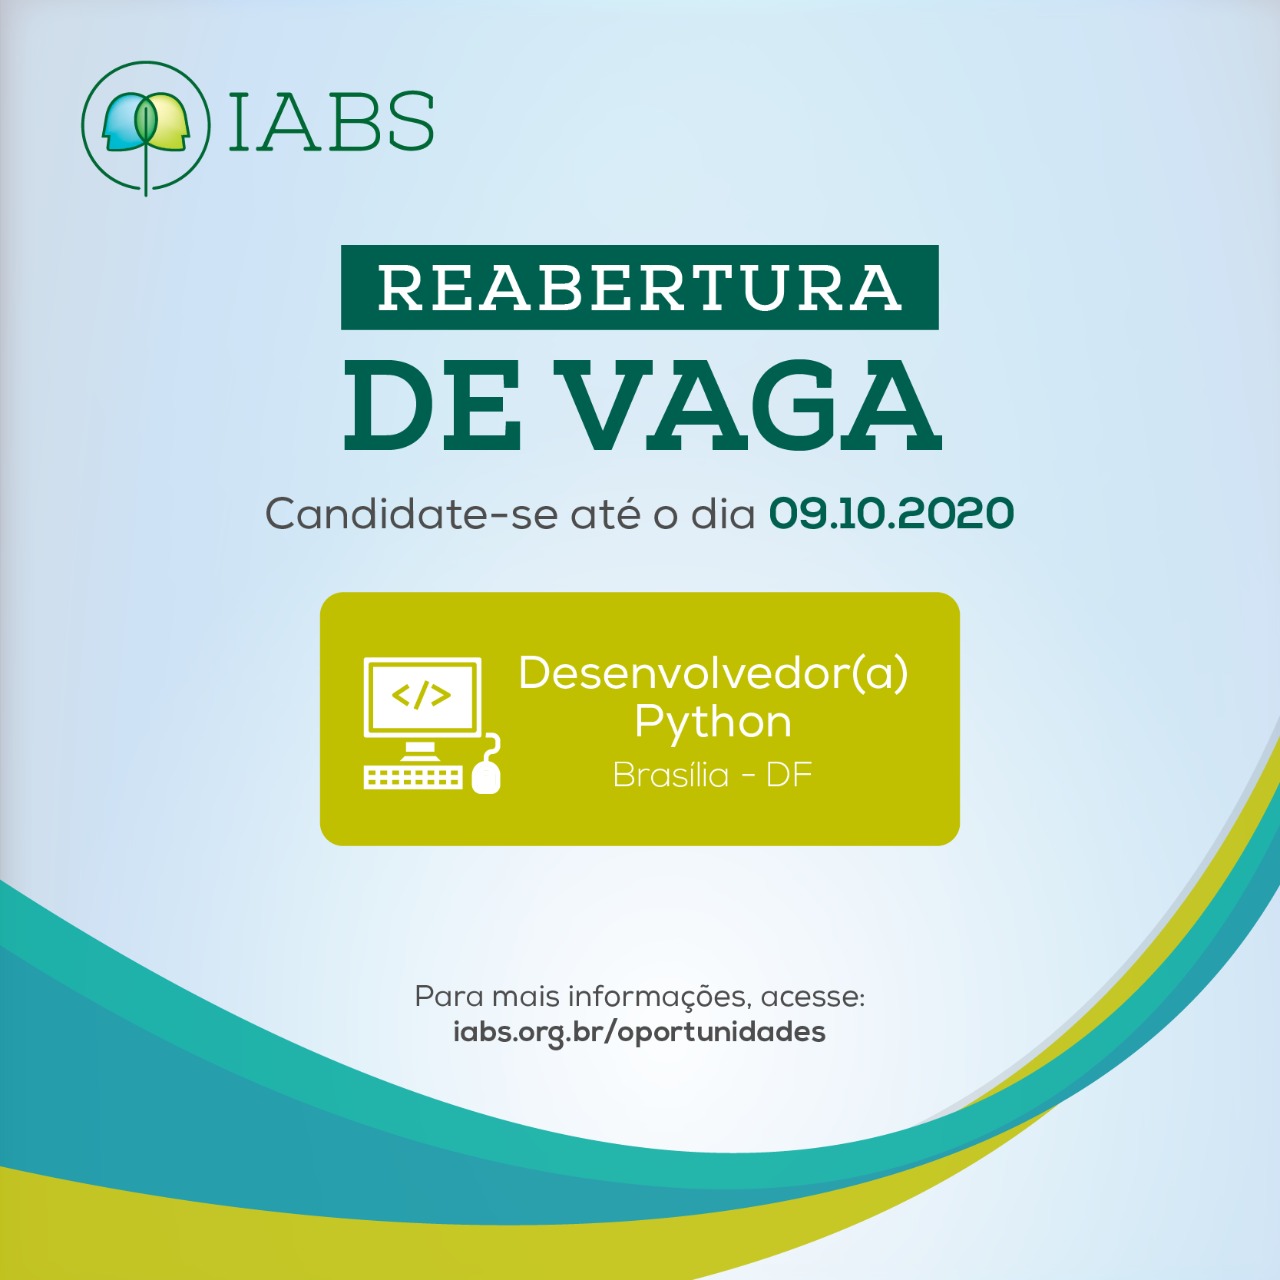 IABS
REABERTURA
DE VAGA
Candidate-se até o dia 09.10.2020
</>
Desenvolvedor(a)
Python
Brasília - DF
Para mais informações, acesse:
iabs.org.br/oportunidades